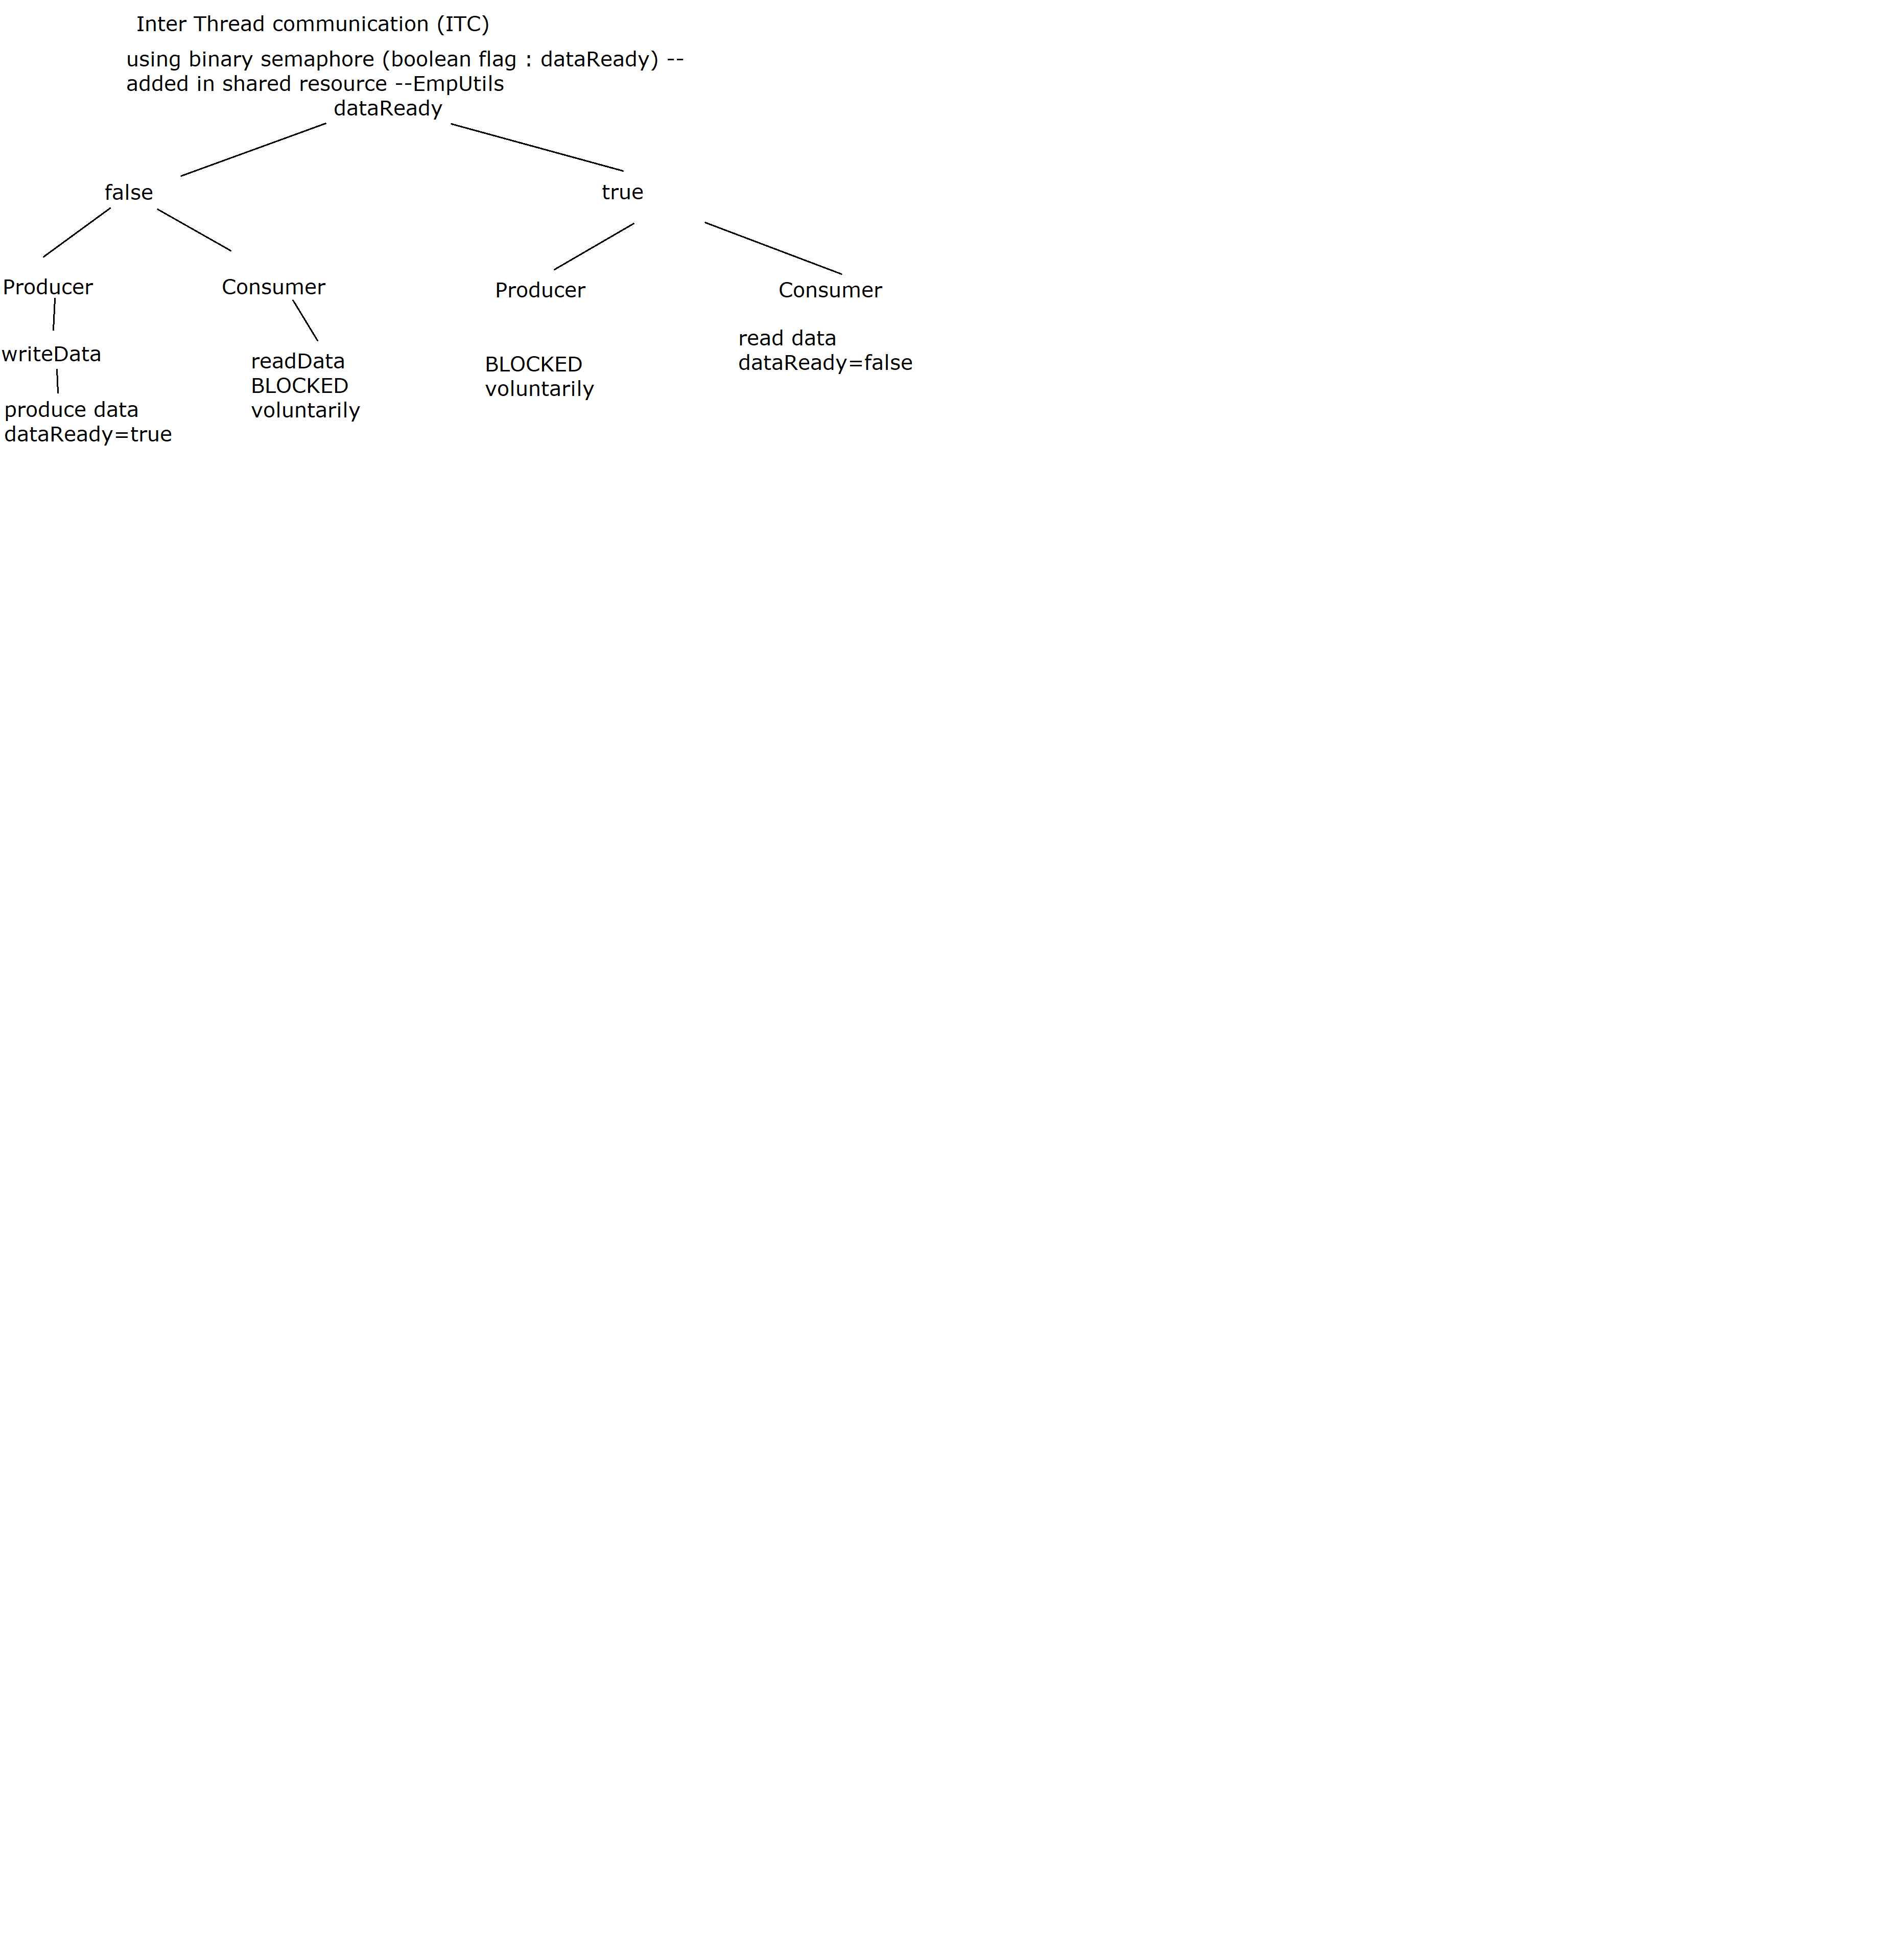 Inter Thread communication (ITC)
using binary semaphore (boolean flag : dataReady) --
added in shared resource --EmpUtils
dataReady
false
true
Producer
Consumer
Producer
Consumer
writeData
readData
BLOCKED
voluntarily
BLOCKED
voluntarily
read data
dataReady=false
produce data
dataReady=true